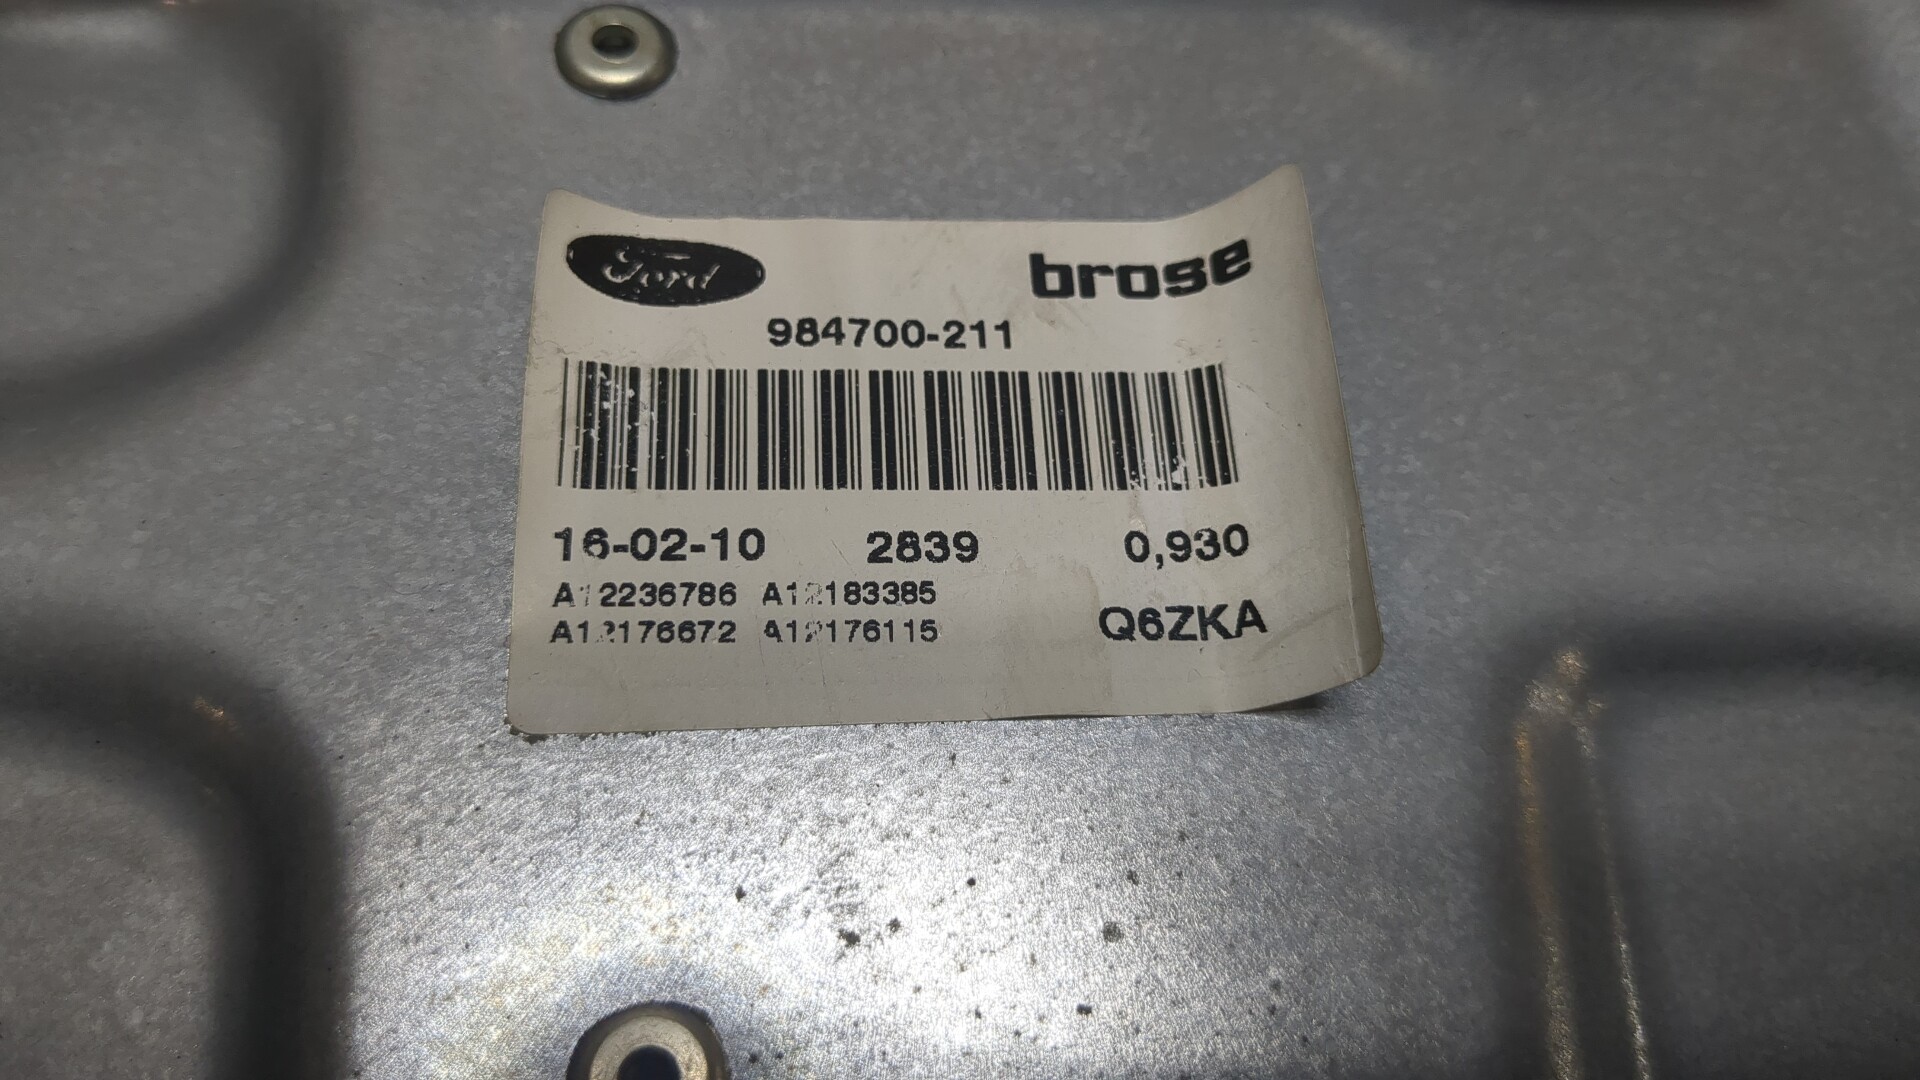 Ford brose
984700-211
16-02-10 2839 0,930
A12236786 A12183385
A12176672 A12176115 Q6ZKA